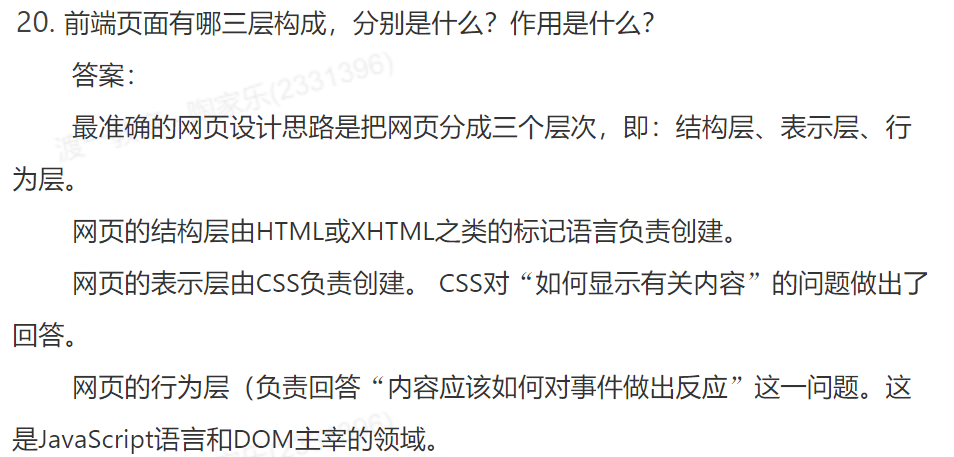 20. 前端页面有哪三层构成，分别是什么？作用是什么？
答案：
最准确的网页设计思路是把网页分成三个层次，即：结构层、表示层、行
为层。
网页的结构层由HTML或XHTML之类的标记语言负责创建。
网页的表示层由CSS负责创建。 CSS对“如何显示有关内容”的问题做出了
回答。
网页的行为层（负责回答“内容应该如何对事件做出反应”这一问题。这
是JavaScript语言和DOM主宰的领域。
陶家乐(2331396)